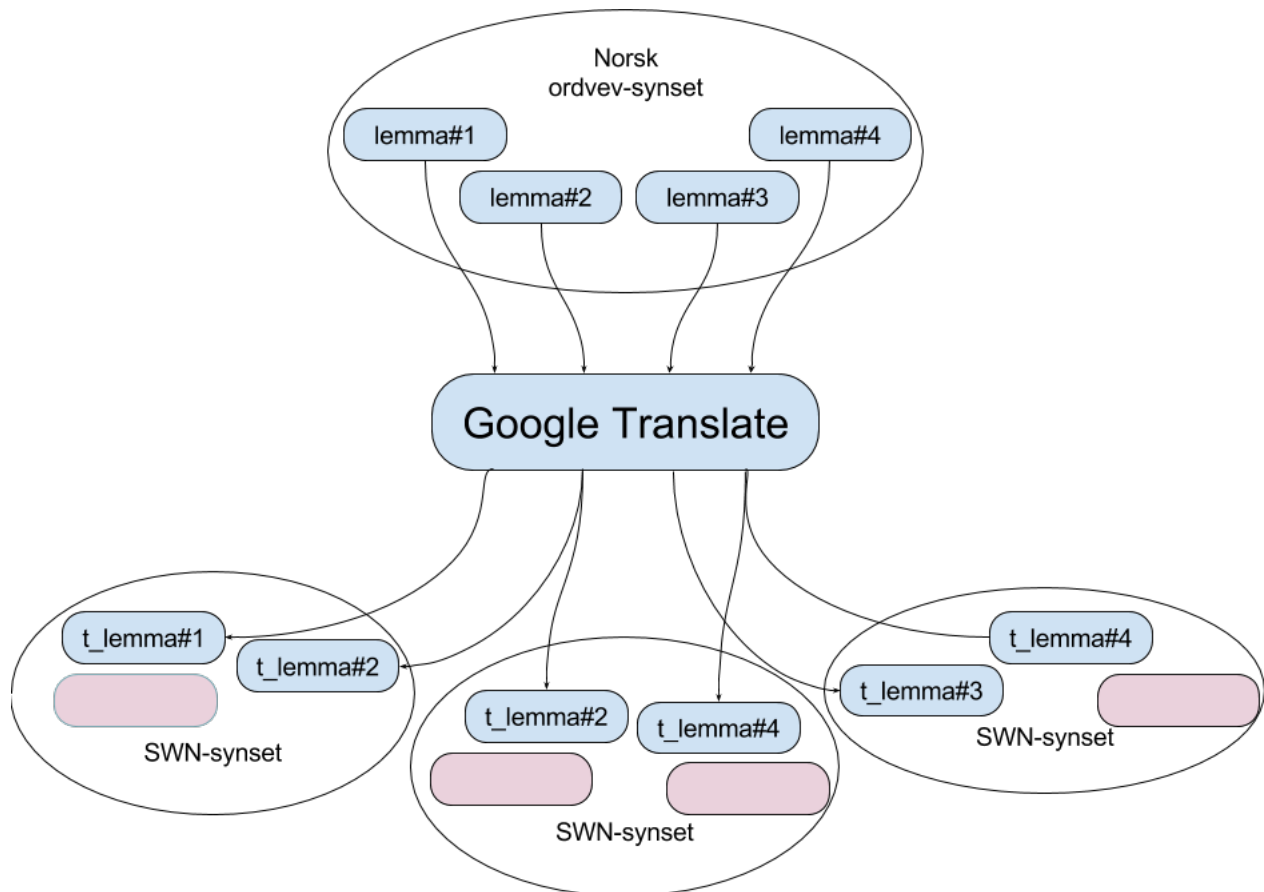 Norsk
ordvev-synset
lemma#1
lemma#4
lemma#2
lemma#3
Google Translate
t_lemma#1
t_lemma#2
SWN-synset
t_lemma#2
t_lemma#4
SWN-synset
t_lemma#4
t_lemma#3
SWN-synset